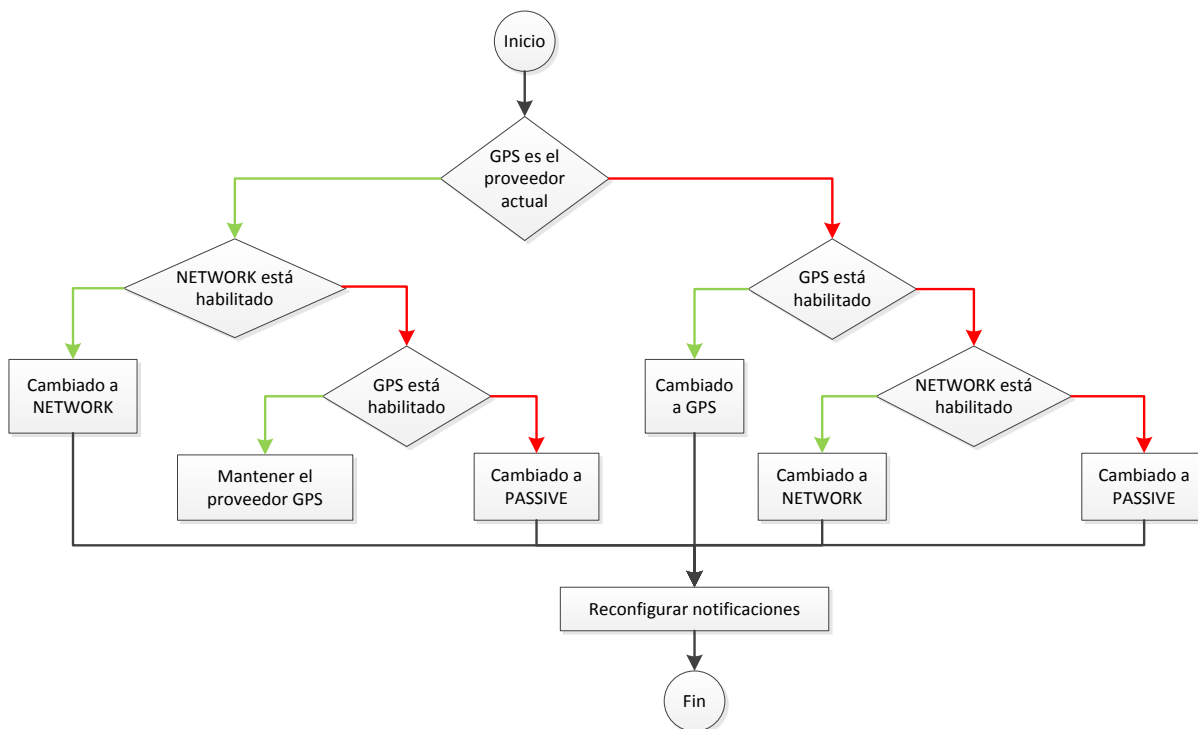 Inicio
GPS es el
proveedor
actual
NETWORK está
habilitado
GPS está
habilitado
Cambiado a
NETWORK
GPS está
habilitado
Cambiado
a GPS
NETWORK está
habilitado
Mantener el
proveedor GPS
Cambiado a
PASSIVE
Cambiado a
NETWORK
Cambiado a
PASSIVE
Reconfigurar notificaciones
Fin